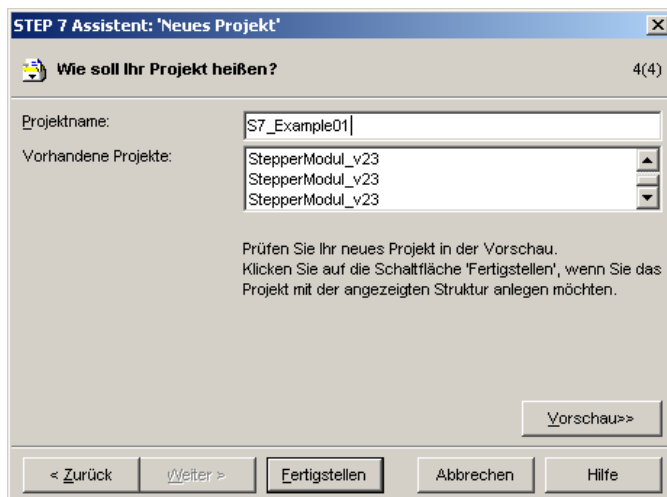 STEP 7 Assistent: 'Neues Projekt'
Wie soll Ihr Projekt heißen?
4(4)
Projektname:
S7_Example01
Vorhandene Projekte:
StepperModul_v23
StepperModul_v23
StepperModul_v23
Prüfen Sie Ihr neues Projekt in der Vorschau.
Klicken Sie auf die Schaltfläche 'Fertigstellen', wenn Sie das
Projekt mit der angezeigten Struktur anlegen möchten.
Vorschau>>
< Zurück
Weiter >
Fertigstellen
Abbrechen
Hilfe